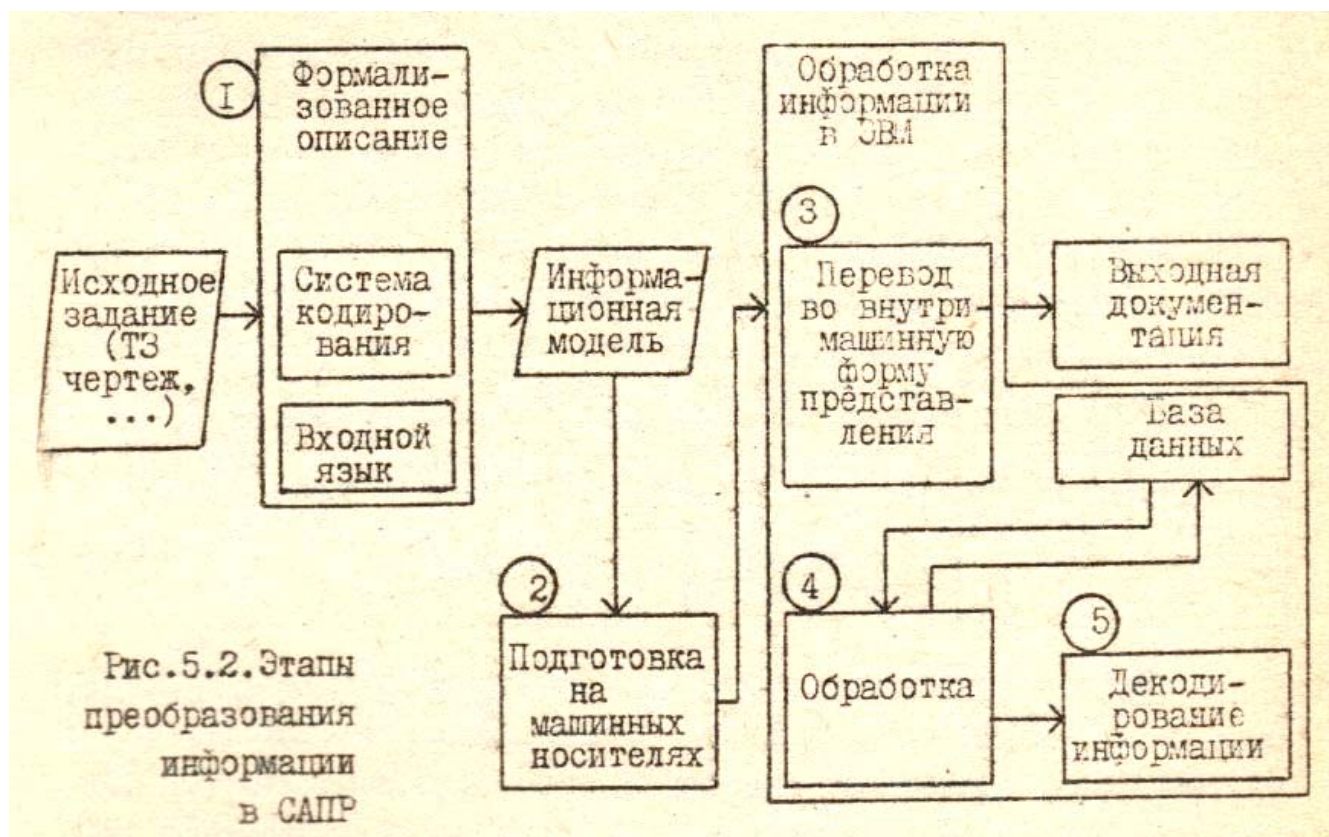 1
Формали-
зованное
описание
Исходное
задание
(ТЗ
чертеж,
...)
Система
кодиро-
вания
Входной
язык
Информа-
ционная
модель
2
Подготовка
на
машинных
носителях
Обработка
информации
в ЭВМ
3
Перевод
во внутри-
машинную
форму
представ-
ления
Выходная
документ-
тация
База
данных
4
Обработка
5
Декоди-
рование
информации
Рис.5.2.Этапы
преобразования
информации
в САПР